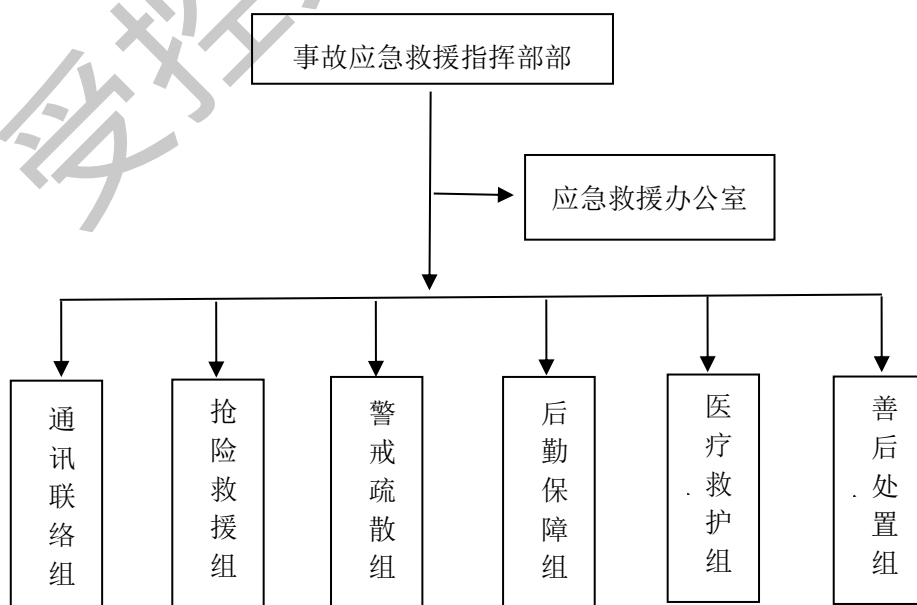 受控
事故应急救援指挥部部
应急救援办公室
通讯联络组
抢险救援组
警戒疏散组
后勤保障组
医疗救护组
善后处置组